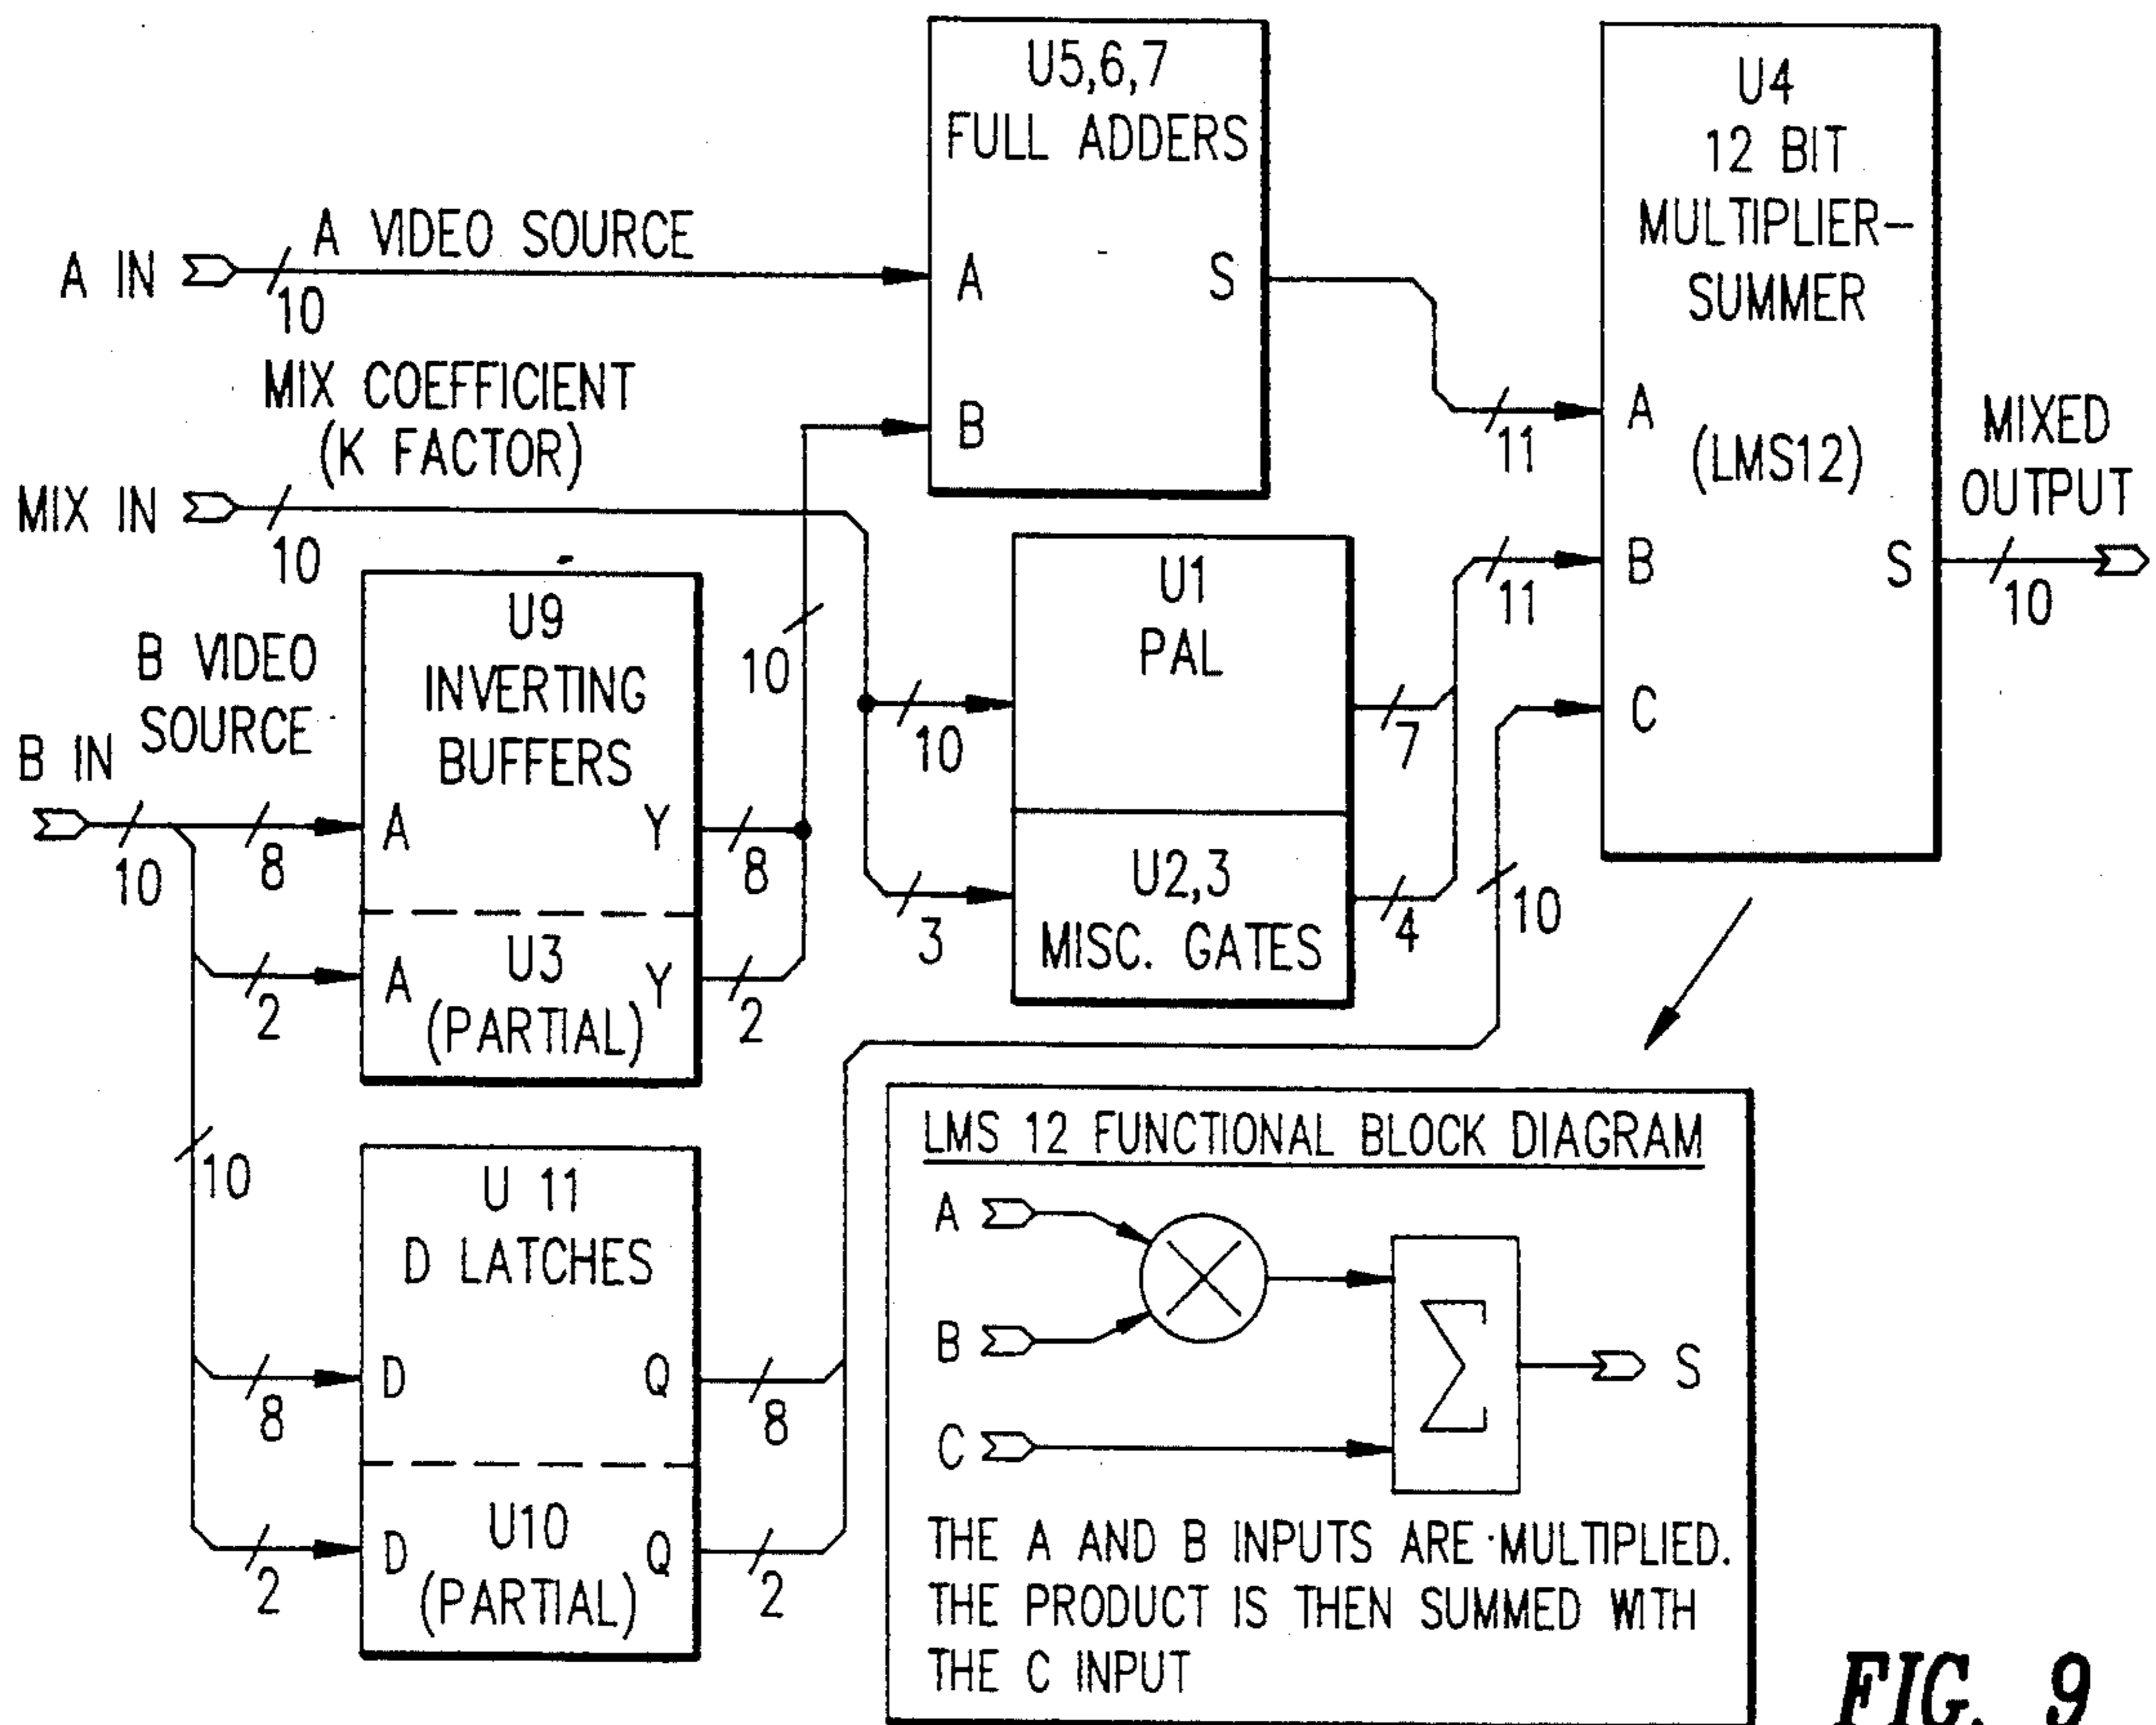 U5,6,7
FULL ADDERS
A
S
B
U4
12 BIT
MULTIPLIER-
SUMMER
(LMS12)
A
B
C
S
A IN
A VIDEO SOURCE
10
MIX COEFFICIENT
(K FACTOR)
MIX IN
10
11
11
MIXED
OUTPUT
10
B VIDEO
SOURCE
B IN
10
8
2
10
U9
INVERTING
BUFFERS
A
Y
U3
(PARTIAL)
A
Y
8
2
10
10
3
U1
PAL
U2,3
MISC. GATES
7
4
10
U 11
D LATCHES
D
Q
U10
(PARTIAL)
D
Q
8
2
8
2
LMS 12 FUNCTIONAL BLOCK DIAGRAM
A
B
C
Σ
S
THE A AND B INPUTS ARE MULTIPLIED.
THE PRODUCT IS THEN SUMMED WITH
THE C INPUT
FIG. 9